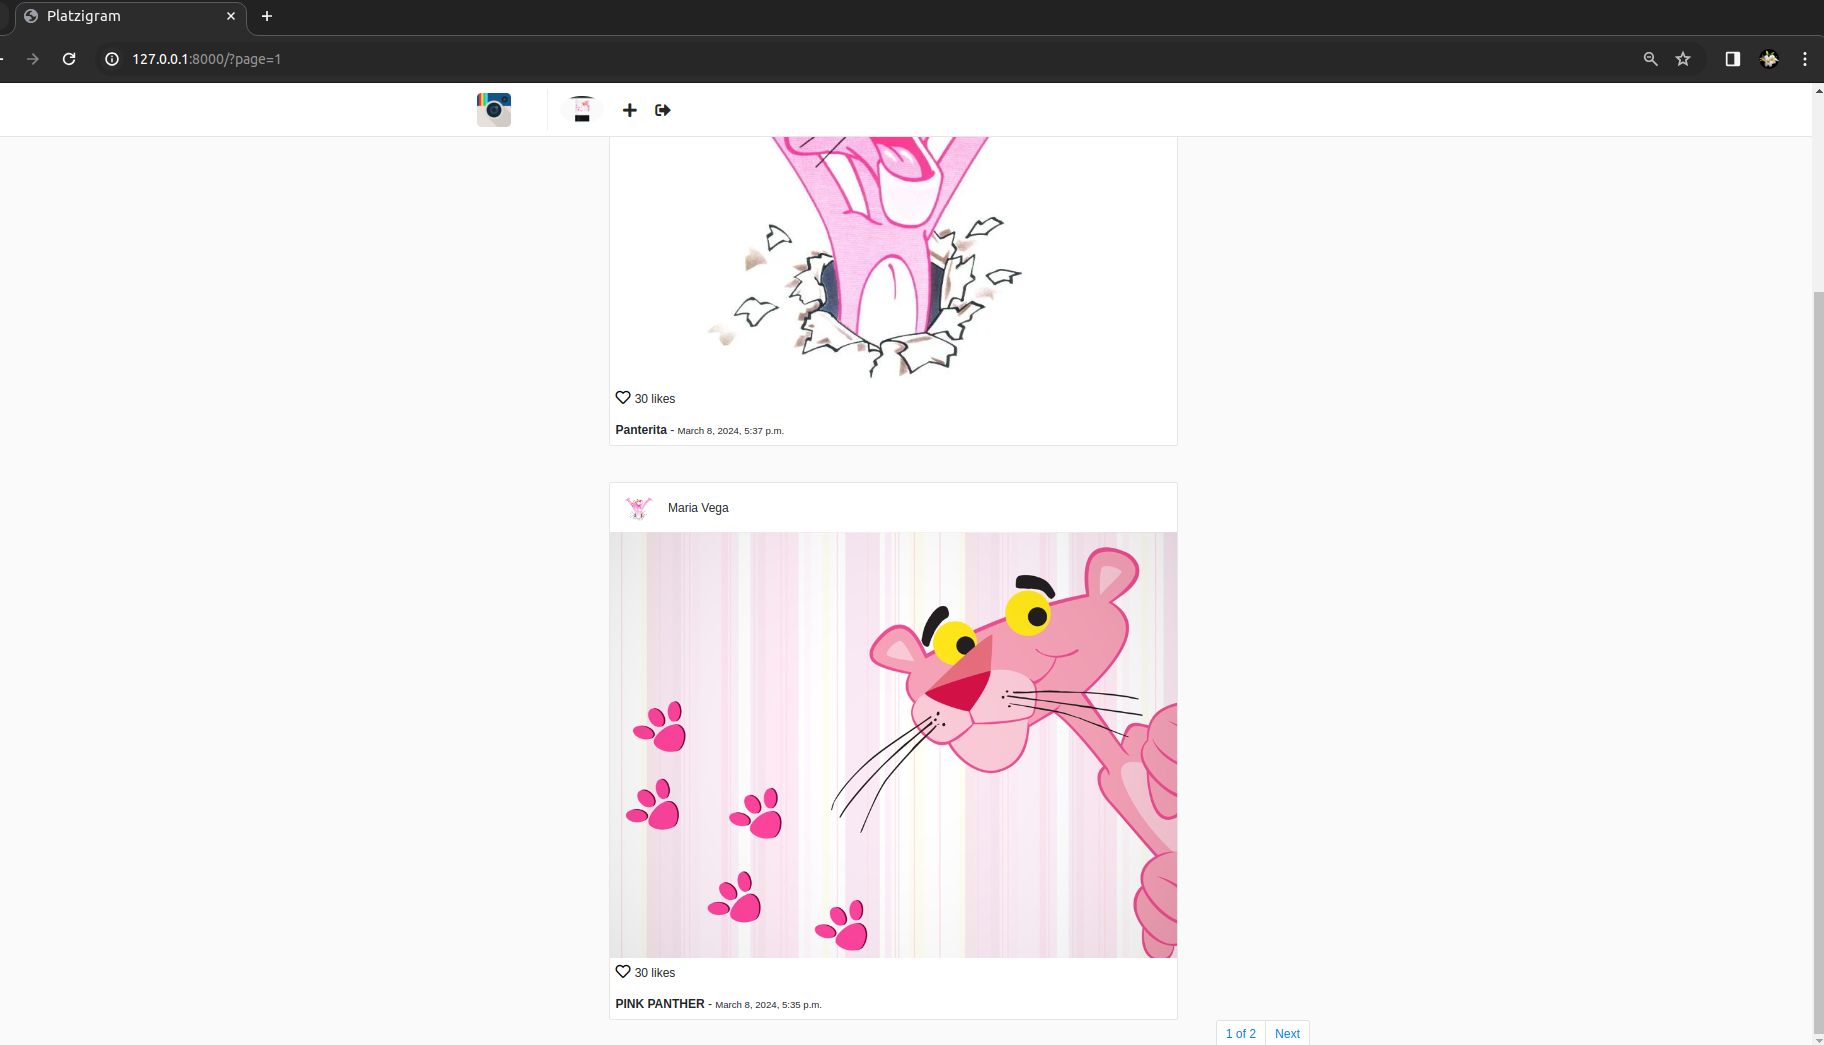 Platzigram
127.0.0.1:8000/?page=1
30 likes
Panterita - March 8, 2024, 5:37 p.m.
Maria Vega
30 likes
PINK PANTHER - March 8, 2024, 5:35 p.m.
1 of 2 Next